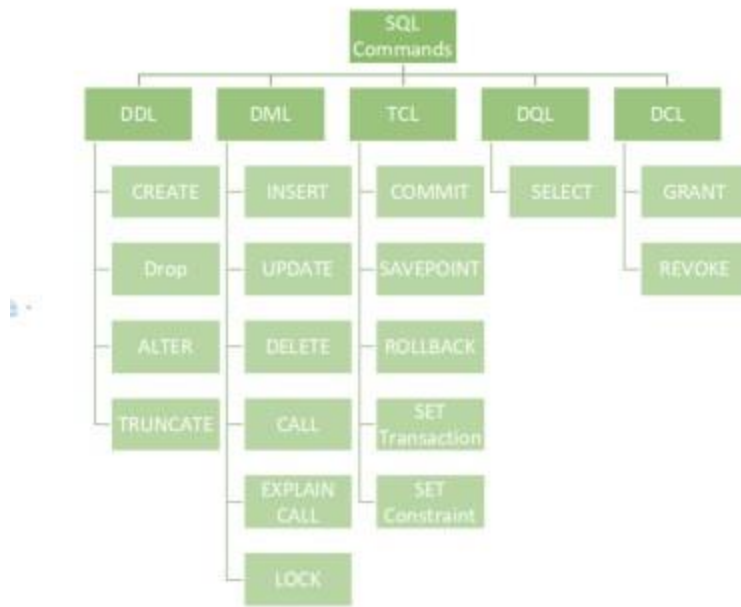 SQL
Commands
DDL
DML
TCL
DQL
DCL
CREATE
INSERT
COMMIT
SELECT
GRANT
Drop
UPDATE
SAVEPOINT
REVOKE
ALTER
DELETE
ROLLBACK
TRUNCATE
CALL
SET
Transaction
EXPLAIN
CALL
SET
Constraint
LOCK